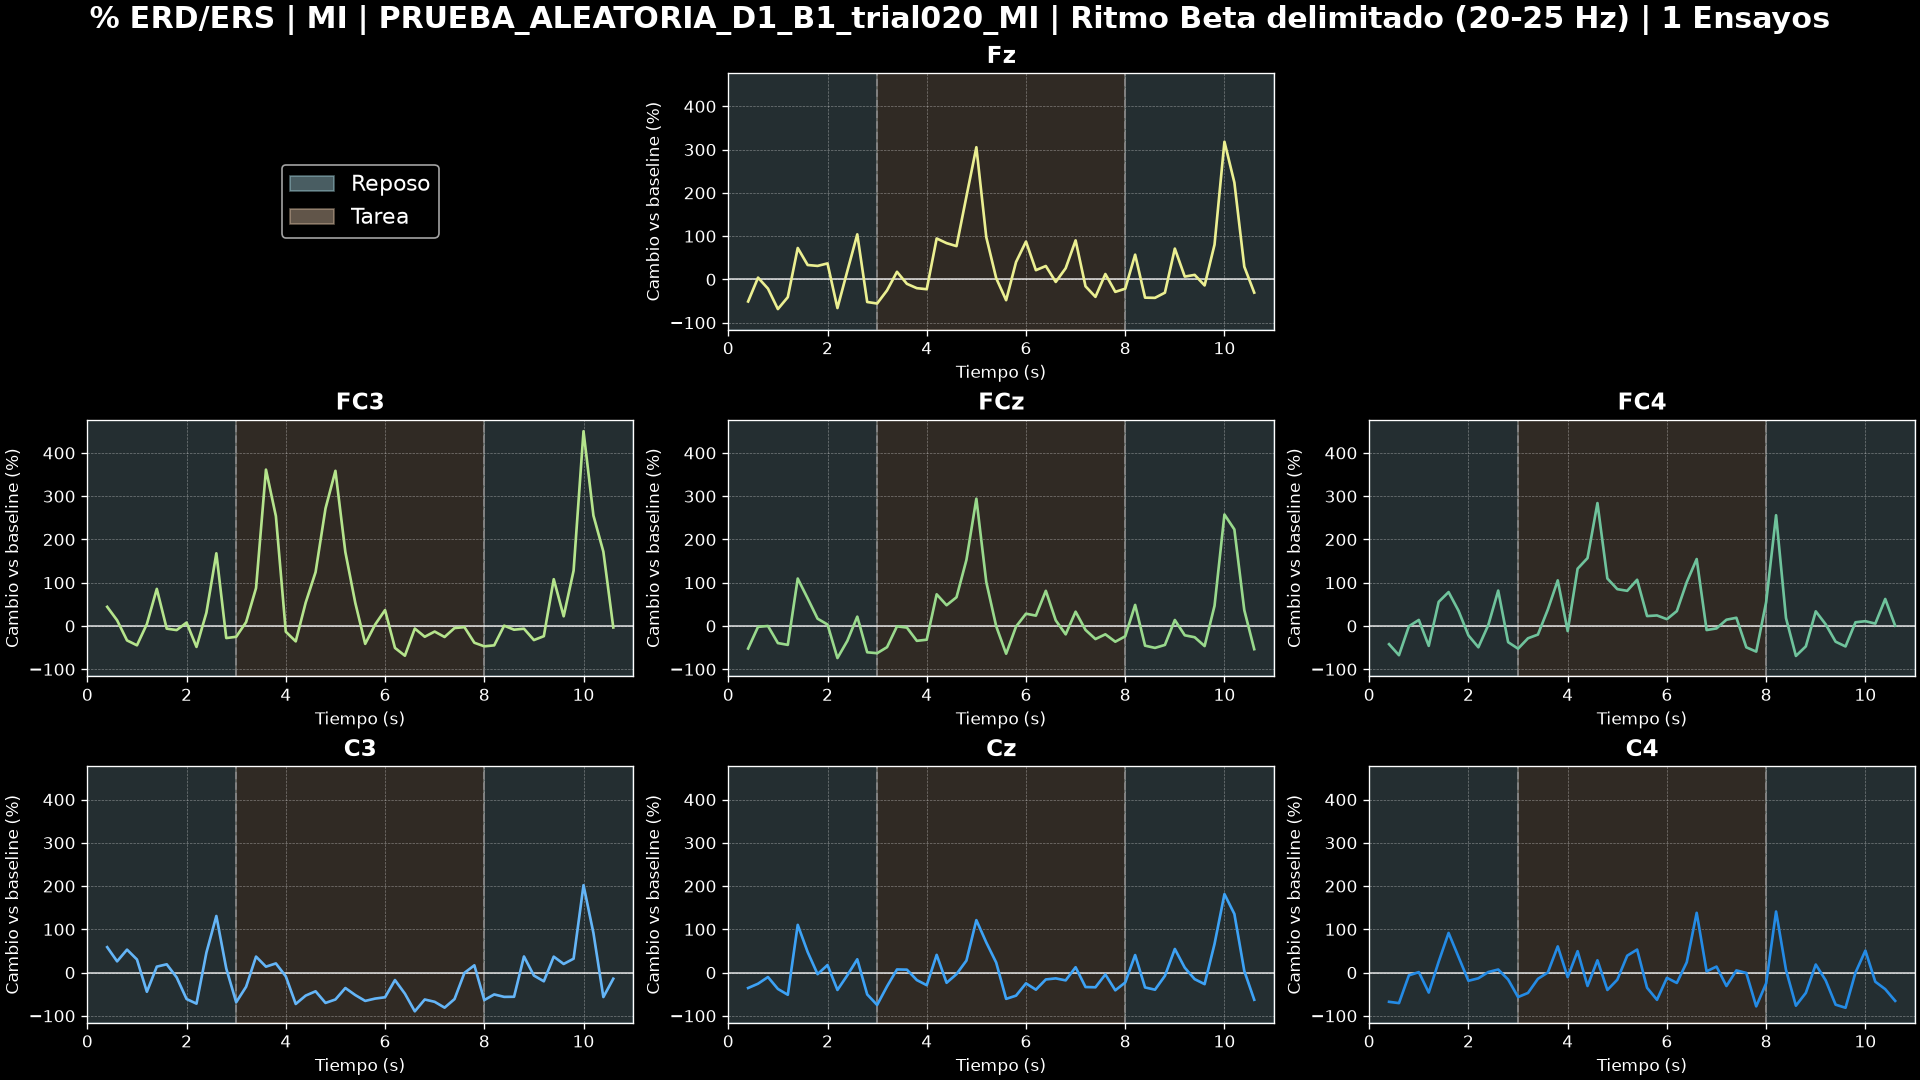 % ERD/ERS | MI | PRUEBA_ALEATORIA_D1_B1_trial020_MI | Ritmo Beta delimitado (20-25 Hz) | 1 Ensayos
Fz
Cambio vs baseline (%)
400
300
200
100
0
−100
0 2 4 6 8 10
Tiempo (s)
Reposo
Tarea
FC3
Cambio vs baseline (%)
400
300
200
100
0
−100
0 2 4 6 8 10
Tiempo (s)
FCz
Cambio vs baseline (%)
400
300
200
100
0
−100
0 2 4 6 8 10
Tiempo (s)
FC4
Cambio vs baseline (%)
400
300
200
100
0
−100
0 2 4 6 8 10
Tiempo (s)
C3
Cambio vs baseline (%)
400
300
200
100
0
−100
0 2 4 6 8 10
Tiempo (s)
Cz
Cambio vs baseline (%)
400
300
200
100
0
−100
0 2 4 6 8 10
Tiempo (s)
C4
Cambio vs baseline (%)
400
300
200
100
0
−100
0 2 4 6 8 10
Tiempo (s)